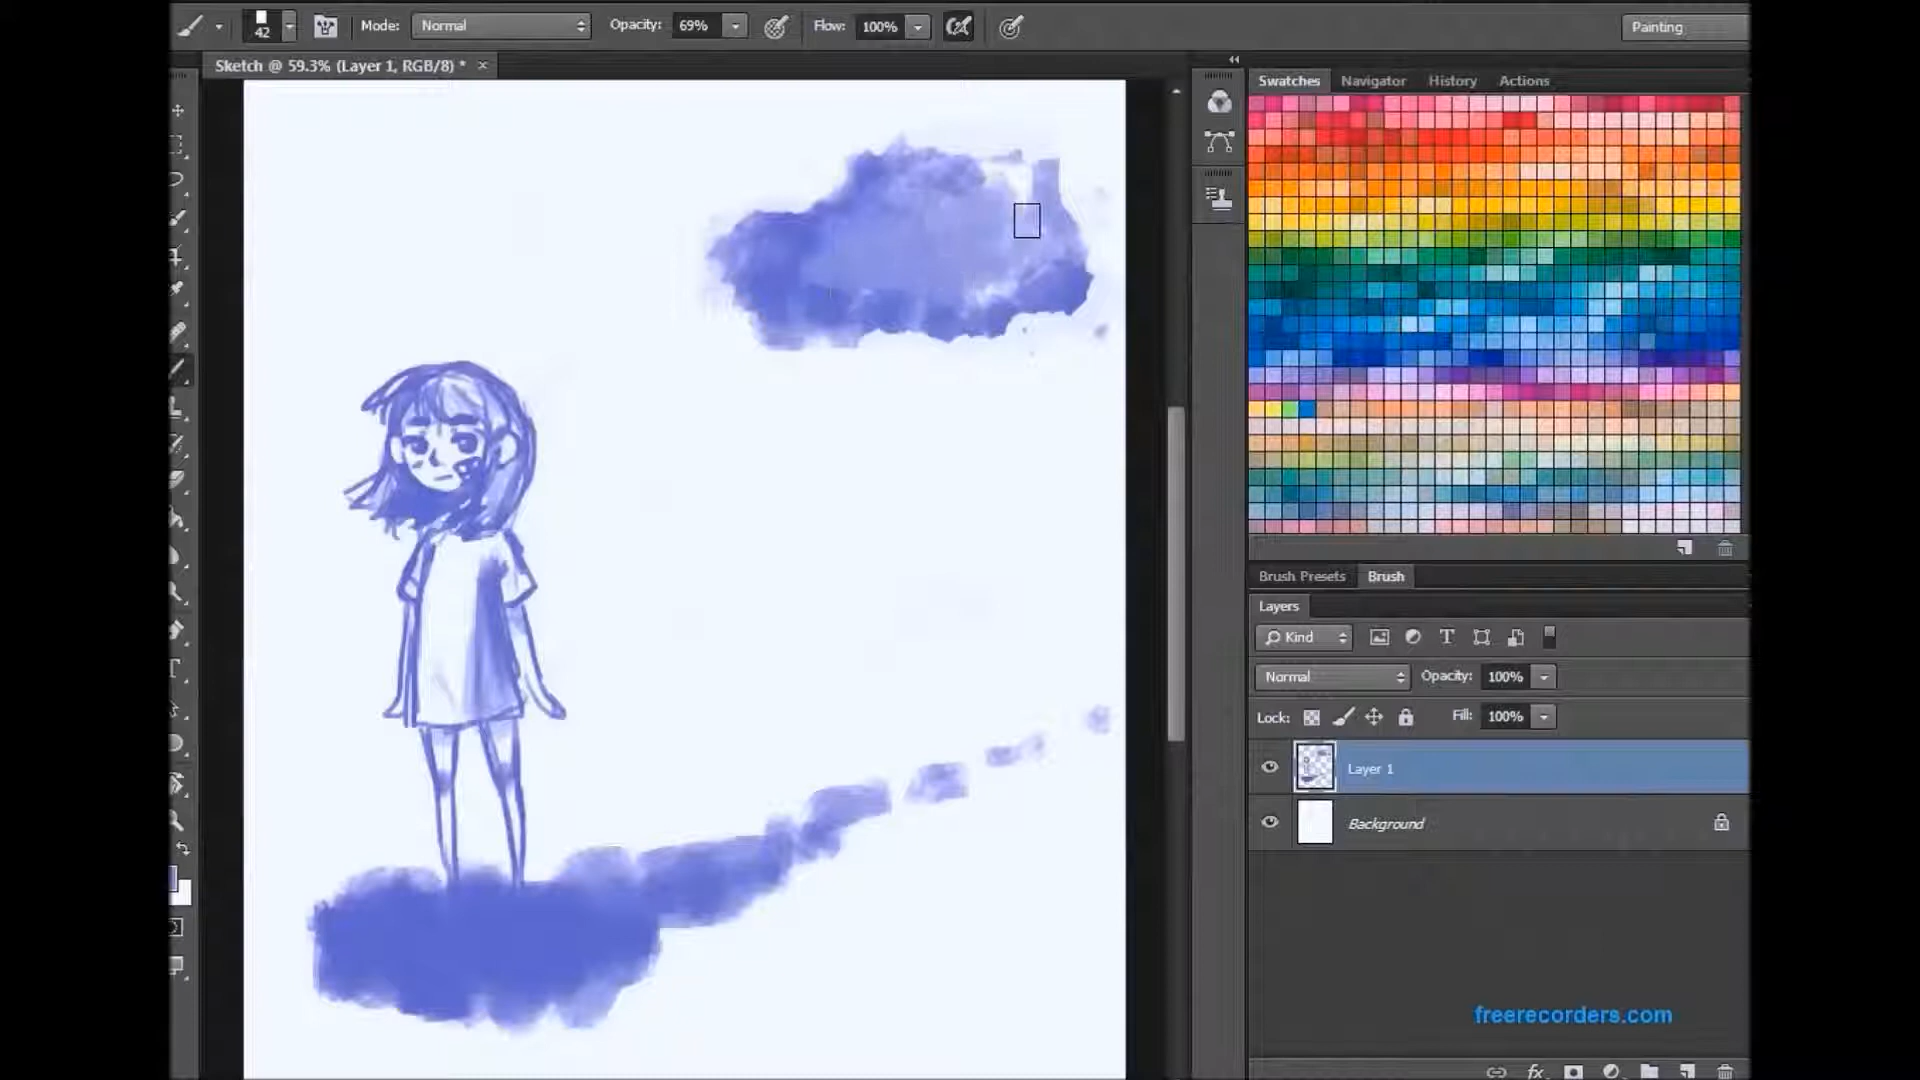 42 Mode: Normal Opacity: 69% Flow: 100% Painting
Sketch @ 59.3% (Layer 1, RGB/8) * ×
Swatches Navigator History Actions
Brush Presets Brush
Layers
Kind T
Normal Opacity: 100%
Lock: Fill: 100%
Layer 1
Background
freerecorders.com
fx